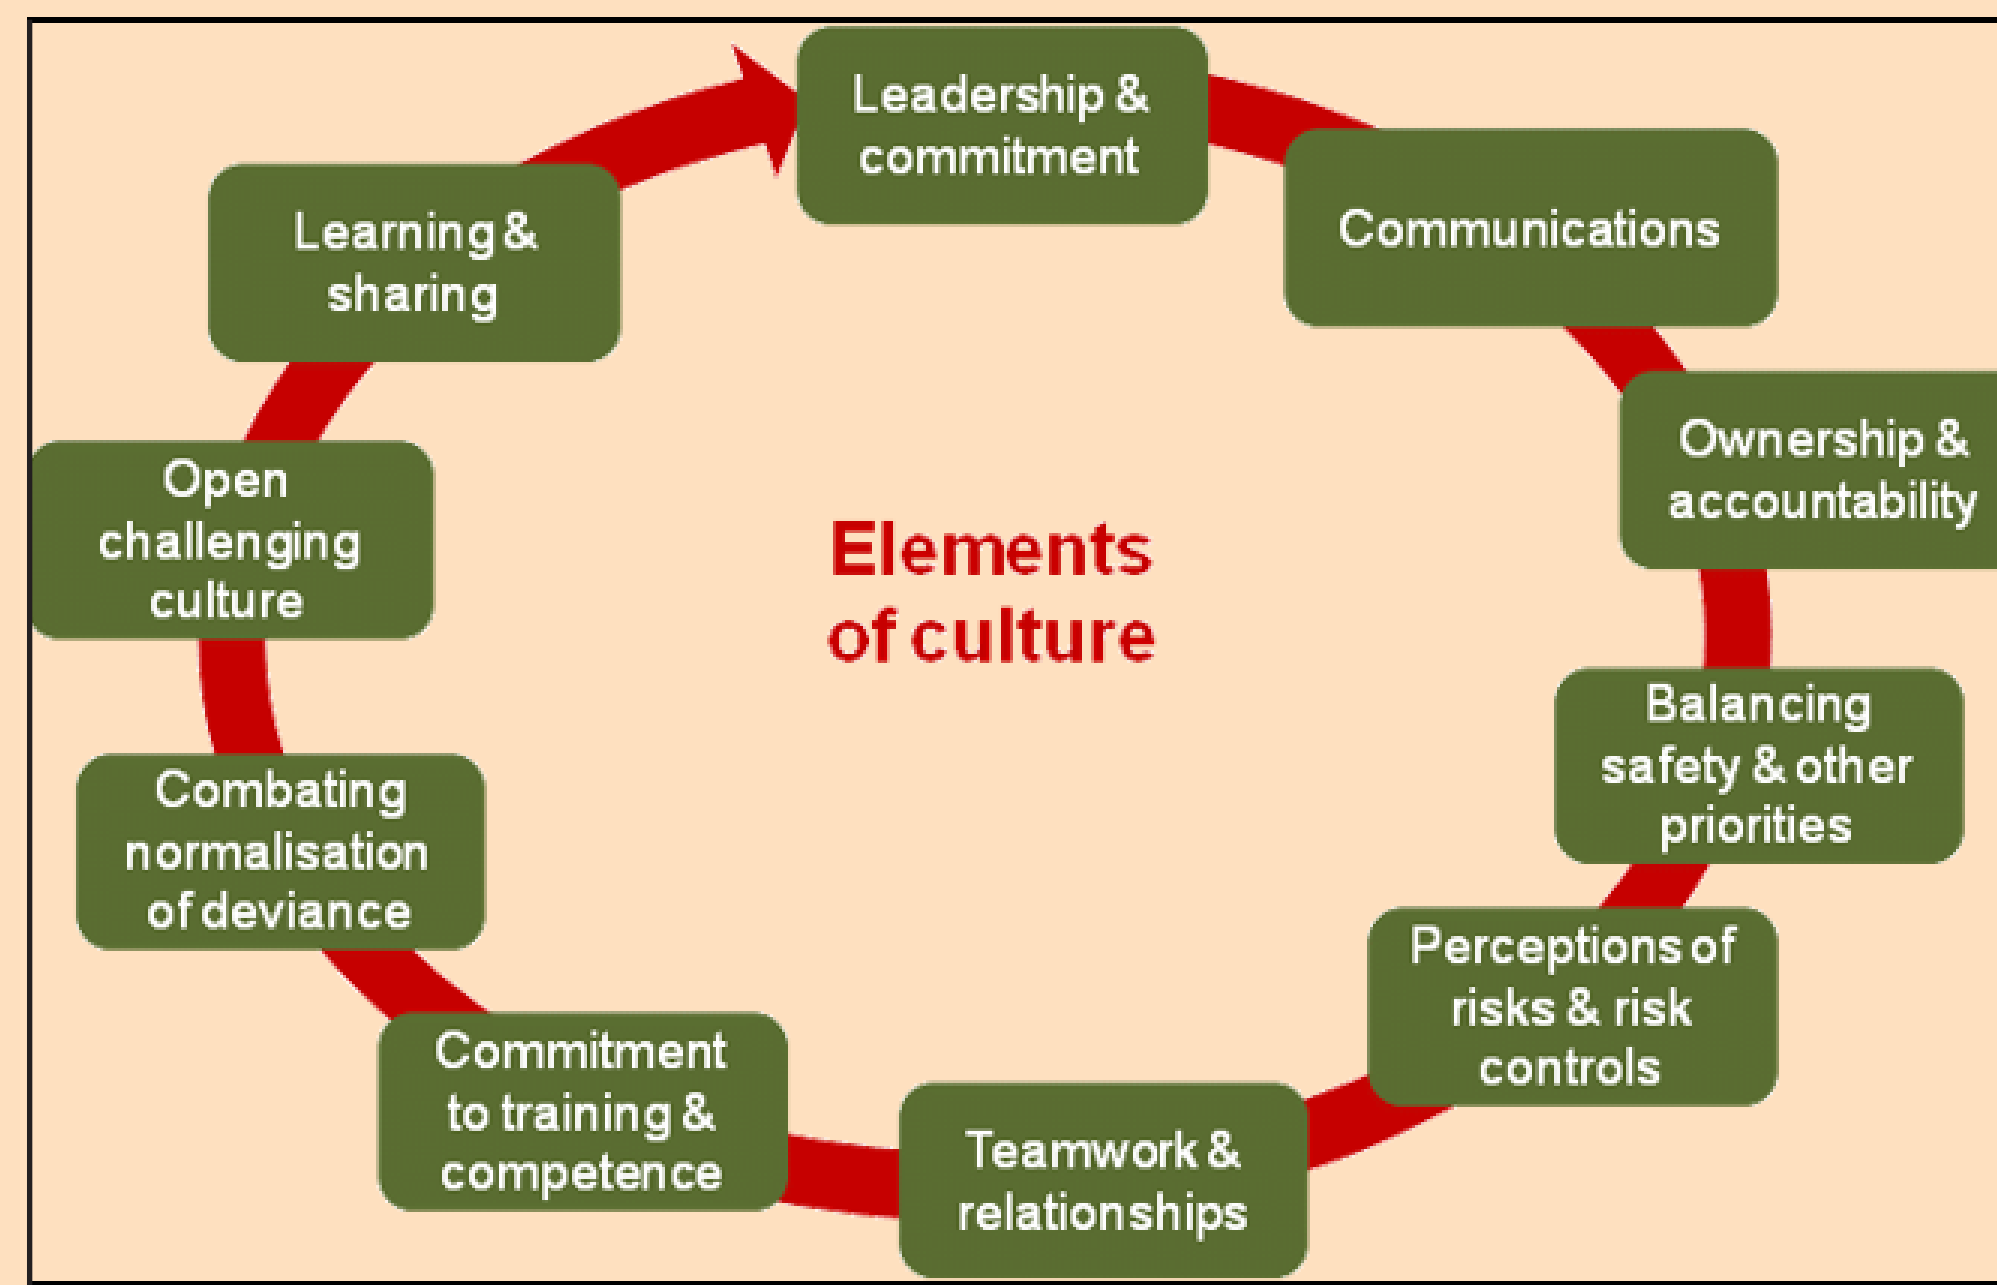 Leadership &
commitment
Communications
Ownership &
accountability
Balancing
safety & other
priorities
Perceptions of
risks & risk
controls
Teamwork &
relationships
Commitment
to training &
competence
Combating
normalisation
of deviance
Open
challenging
culture
Learning &
sharing
Elements
of culture